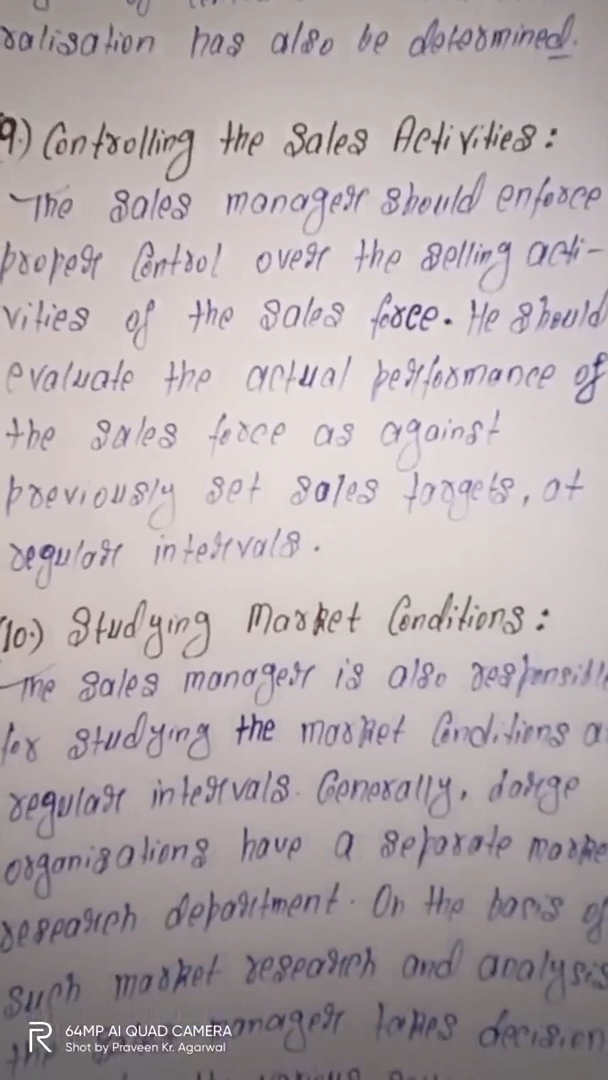 ralisation has also be determined.
9.) Controlling the Sales Activities:
The sales manager should enforce
proper Control over the selling acti-
vities of the sales force. He should
evaluate the actual performance of
the sales force as against
previously set sales targets, at
regular intervals.
(10.) Studying Market Conditions:
The sales manager is also responsibl
for studying the market Conditions a
regular intervals. Generally, large
organisations have a separate marke
research department. On the basis of
such market research and analysis
the manager takes decision
64MP AI QUAD CAMERA
Shot by Praveen Kr. Agarwal